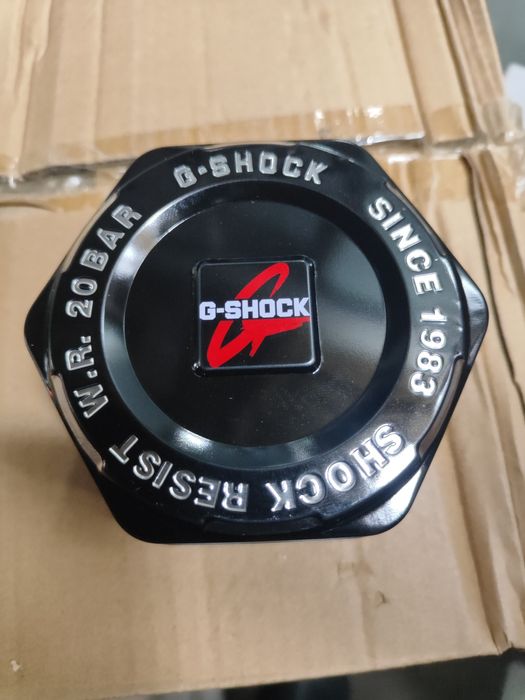 G-SHOCK
SINCE 1983
SHOCK RESIST
W.R. 20BAR
G-SHOCK